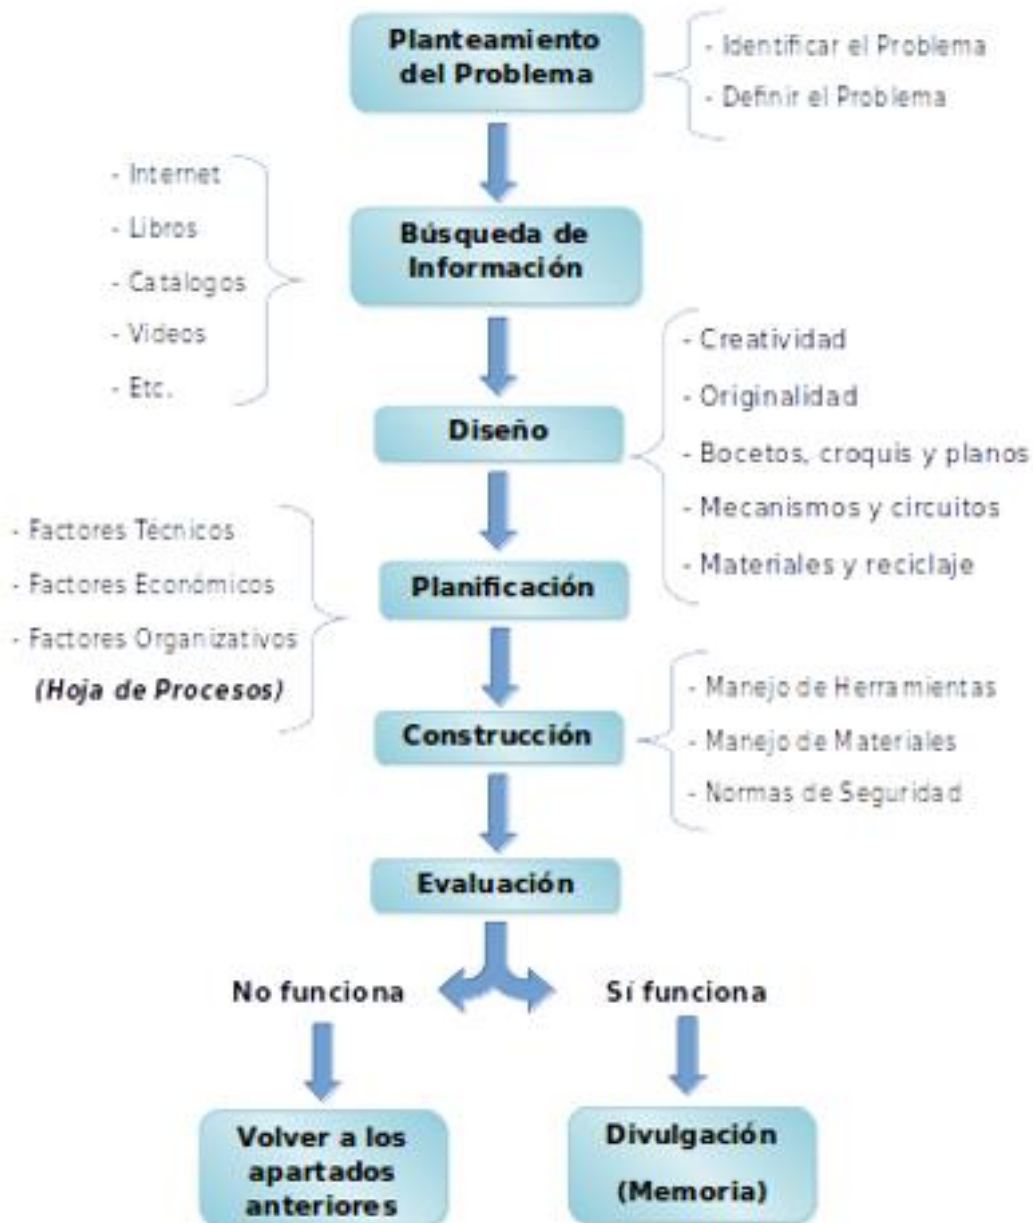 Planteamiento
del Problema
- Identificar el Problema
- Definir el Problema
- Internet
- Libros
- Catálogos
- Videos
- Etc.
Búsqueda de
Información
Diseño
- Creatividad
- Originalidad
- Bocetos, croquis y planos
- Mecanismos y circuitos
- Materiales y reciclaje
- Factores Técnicos
- Factores Económicos
- Factores Organizativos
(Hoja de Procesos)
Planificación
Construcción
- Manejo de Herramientas
- Manejo de Materiales
- Normas de Seguridad
Evaluación
No funciona
Sí funciona
Volver a los
apartados
anteriores
Divulgación
(Memoria)